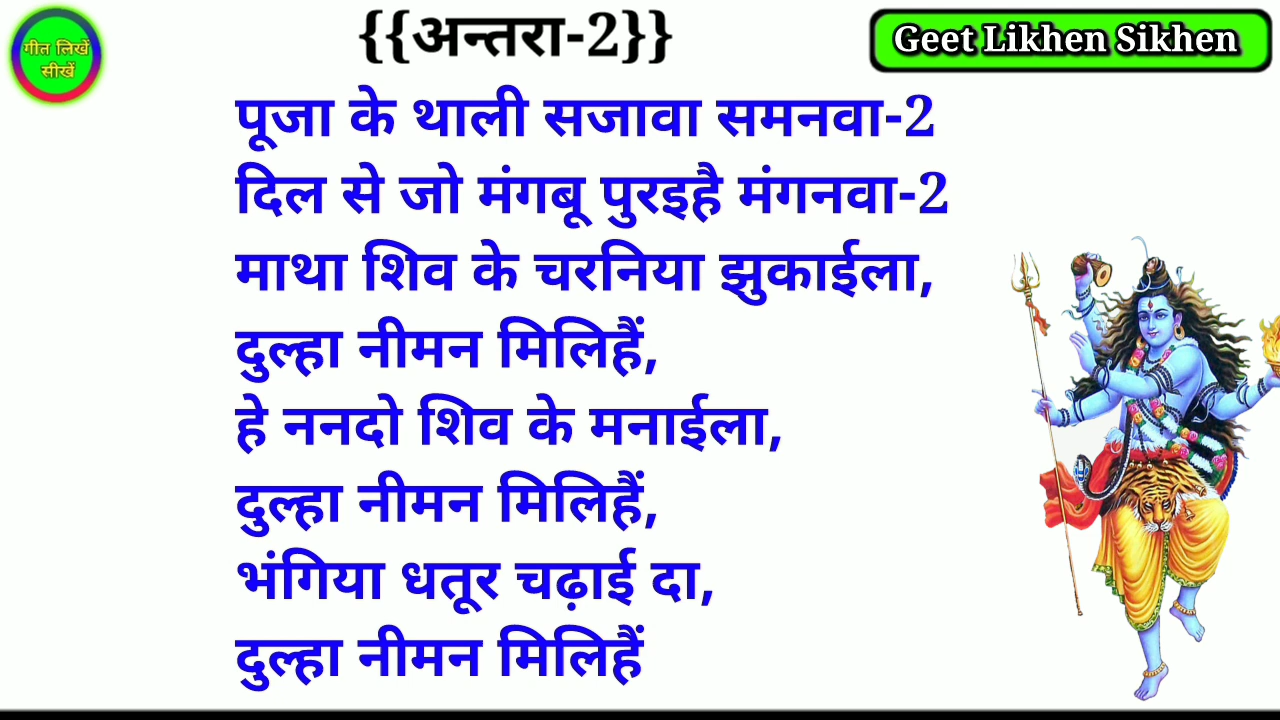 गीत लिखें
सीखें
{{अन्तरा-2}}
Geet Likhen Sikhen
पूजा के थाली सजावा समनवा-2
दिल से जो मंगबू पुरइहै मंगनवा-2
माथा शिव के चरनिया झुकाईला,
दुल्हा नीमन मिलिहैं,
हे ननदो शिव के मनाईला,
दुल्हा नीमन मिलिहैं,
भंगिया धतूर चढ़ाई दा,
दुल्हा नीमन मिलिहैं